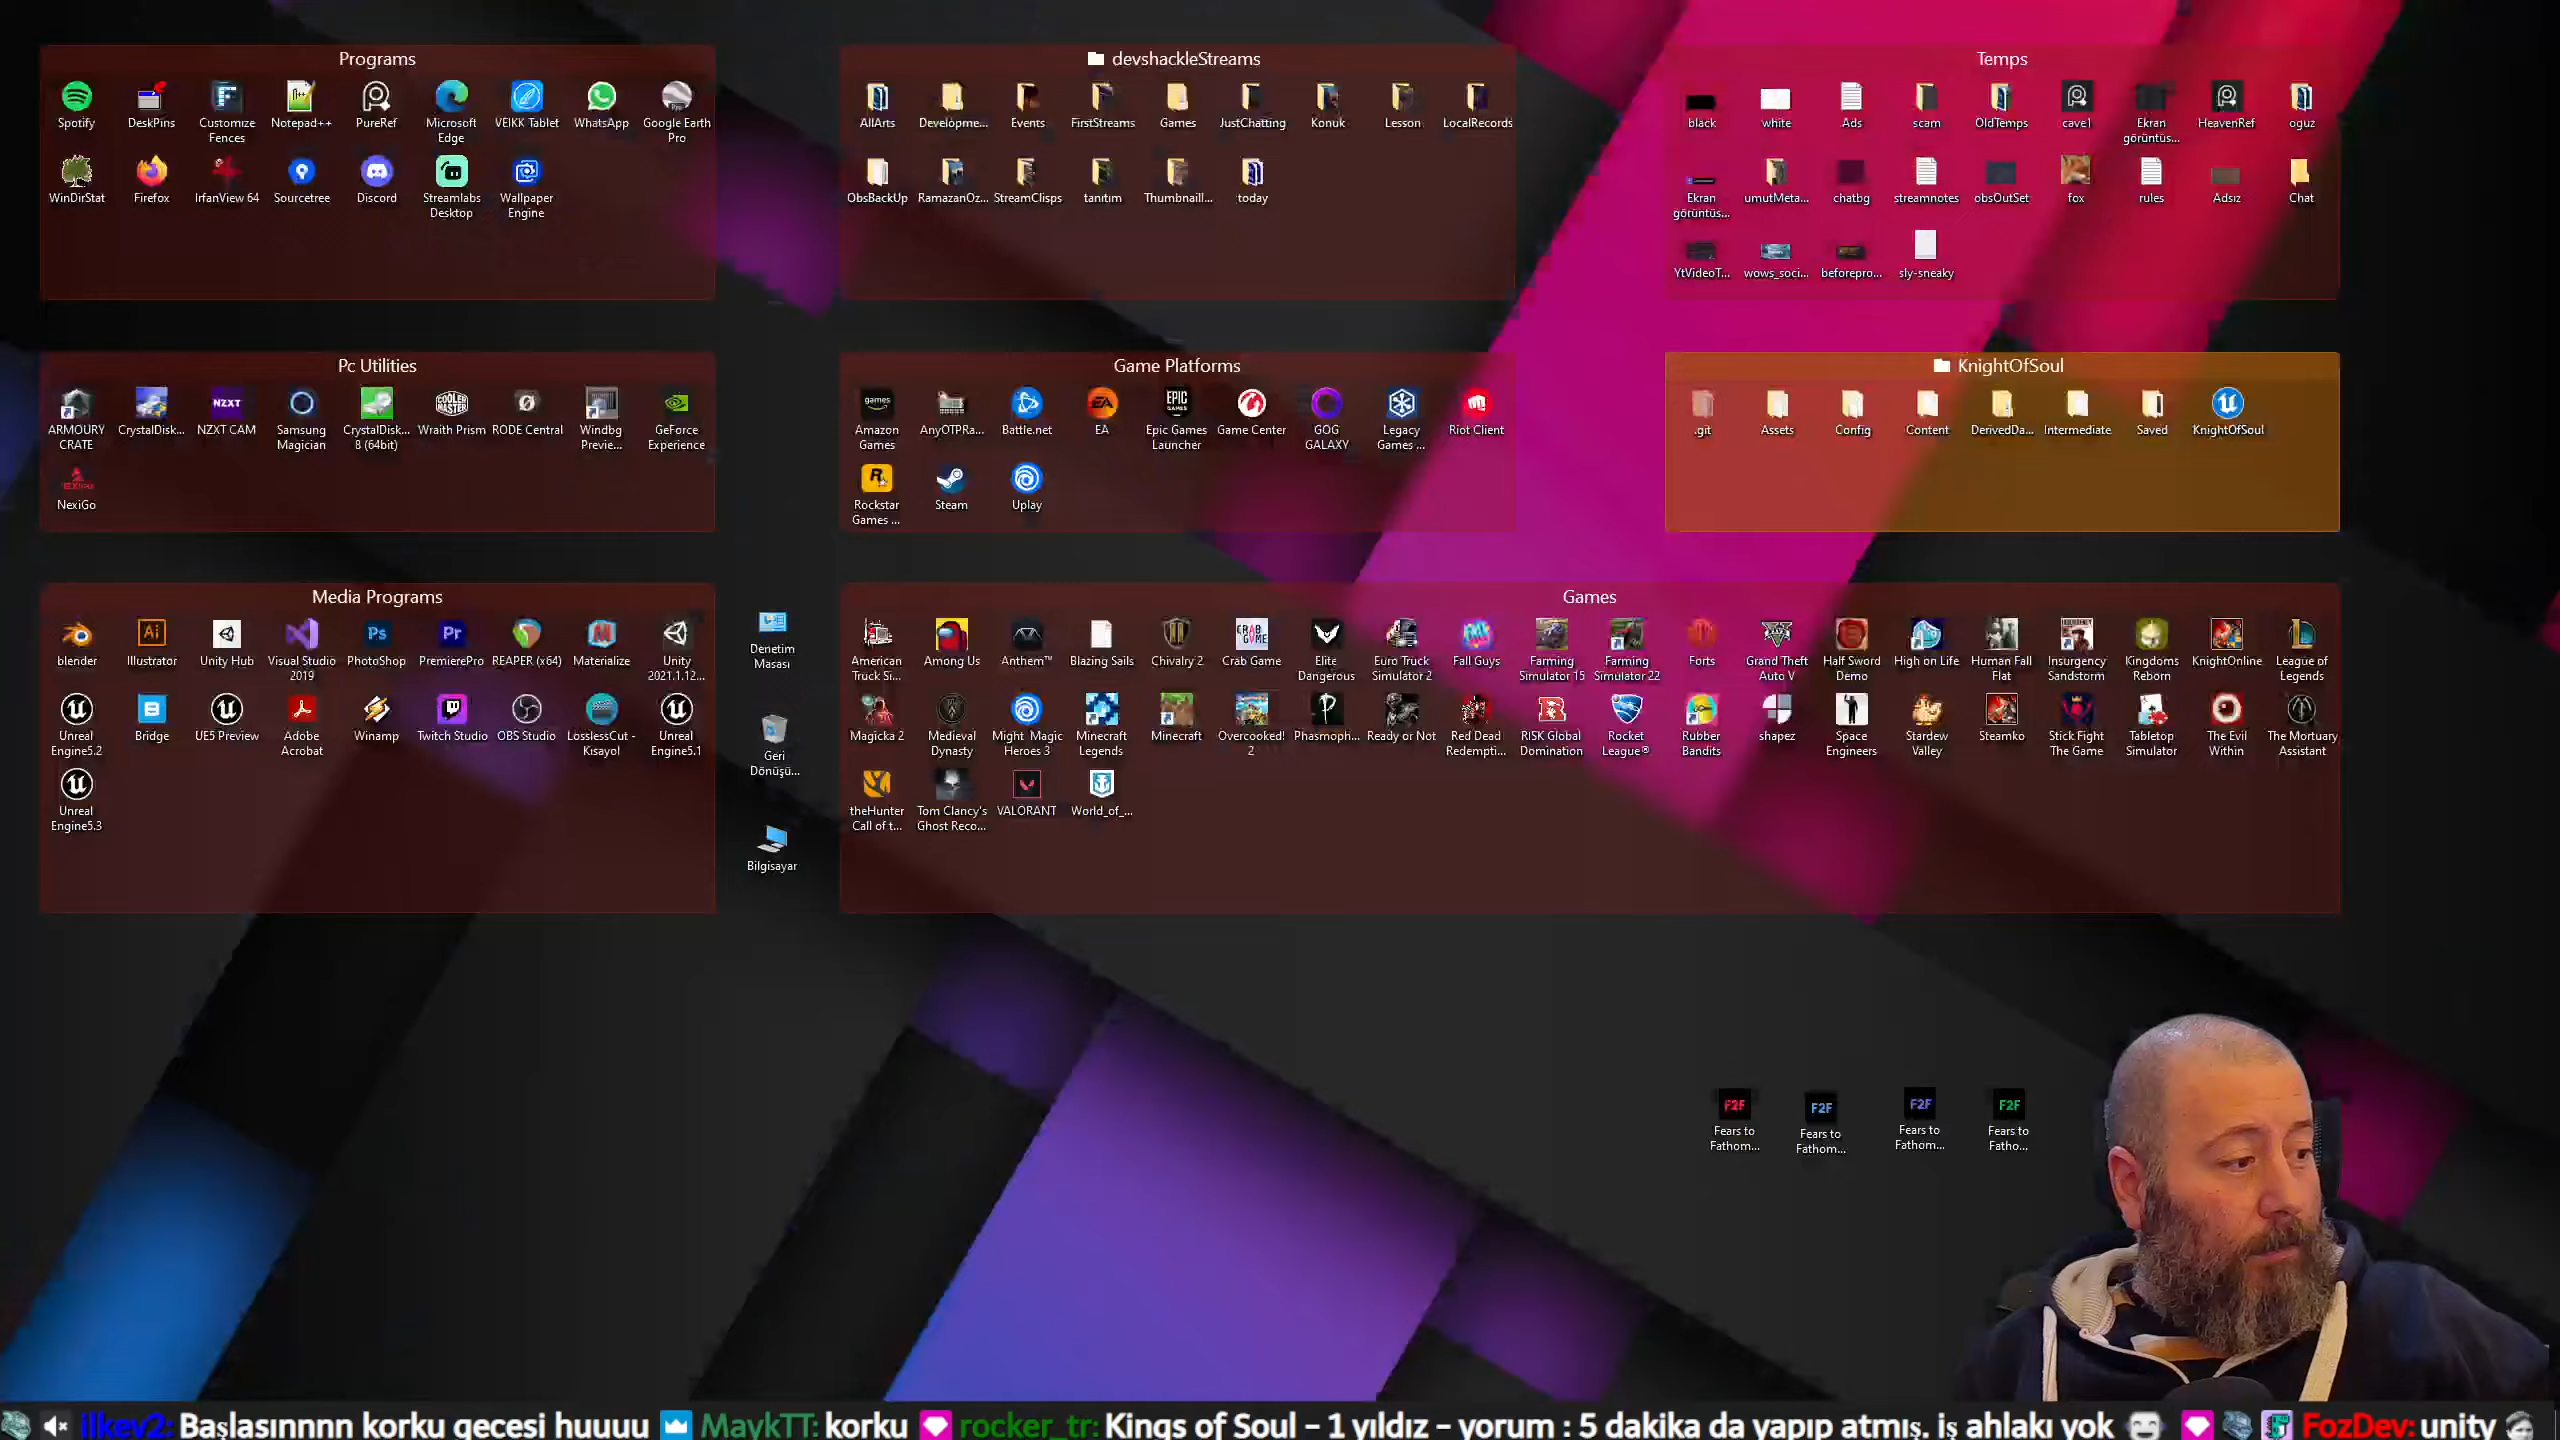 Programs
Spotify DeskPins Customize Fences Notepad++ PureRef Microsoft Edge VEIKK Tablet WhatsApp Google Earth Pro
WinDirStat Firefox IrfanView 64 Sourcetree Discord Streamlabs Desktop Wallpaper Engine
devshackleStreams
AllArts Developme... Events FirstStreams Games JustChatting Konuk Lesson LocalRecords
ObsBackUp RamazanOz... StreamClisps tanıtım Thumbnaill... today
Temps
black white Ads scam OldTemps cave1 Ekran görüntüs... HeavenRef oguz
Ekran görüntüs... umutMeta... chatbg streamnotes obsOutSet fox rules Adsız Chat
YtVideoT... wows_soci... beforepro... sly-sneaky
Pc Utilities
ARMOURY CRATE CrystalDisk... NZXT CAM Samsung Magician CrystalDisk... 8 (64bit) Wraith Prism RODE Central Windbg Previe... GeForce Experience
NexiGo
Game Platforms
Amazon Games AnyOTPRa... Battle.net EA Epic Games Launcher Game Center GOG GALAXY Legacy Games ... Riot Client
Rockstar Games ... Steam Uplay
KnightOfSoul
.git Assets Config Content DerivedDa... Intermediate Saved KnightOfSoul
Media Programs
blender Illustrator Unity Hub Visual Studio 2019 PhotoShop PremierePro REAPER (x64) Materialize Unity 2021.1.12...
Unreal Engine5.2 Bridge UE5 Preview Adobe Acrobat Winamp Twitch Studio OBS Studio LosslessCut - Kısayol Unreal Engine5.1
Unreal Engine5.3
Denetim Masası
Geri Dönüşü...
Bilgisayar
Games
American Truck Si... Among Us Anthem™ Blazing Sails Chivalry 2 Crab Game Elite Dangerous Euro Truck Simulator 2 Fall Guys Farming Simulator 15 Farming Simulator 22 Forts Grand Theft Auto V Half Sword Demo High on Life Human Fall Flat Insurgency Sandstorm Kingdoms Reborn KnightOnline League of Legends
Magicka 2 Medieval Dynasty Might Magic Heroes 3 Minecraft Legends Minecraft Overcooked! 2 Phasmoph... Ready or Not Red Dead Redempti... RISK Global Domination Rocket League® Rubber Bandits shapez Space Engineers Stardew Valley Steamko Stick Fight The Game Tabletop Simulator The Evil Within The Mortuary Assistant
theHunter Call of t... Tom Clancy's Ghost Reco... VALORANT World_of_...
F2F F2F F2F F2F
Fears to Fathom... Fears to Fathom... Fears to Fathom... Fears to Fatho...
ilkev2: Başlasınnnn korku gecesi huuuu MaykTT: korku rocker_tr: Kings of Soul – 1 yıldız – yorum : 5 dakika da yapıp atmış. iş ahlakı yok FozDev: unity